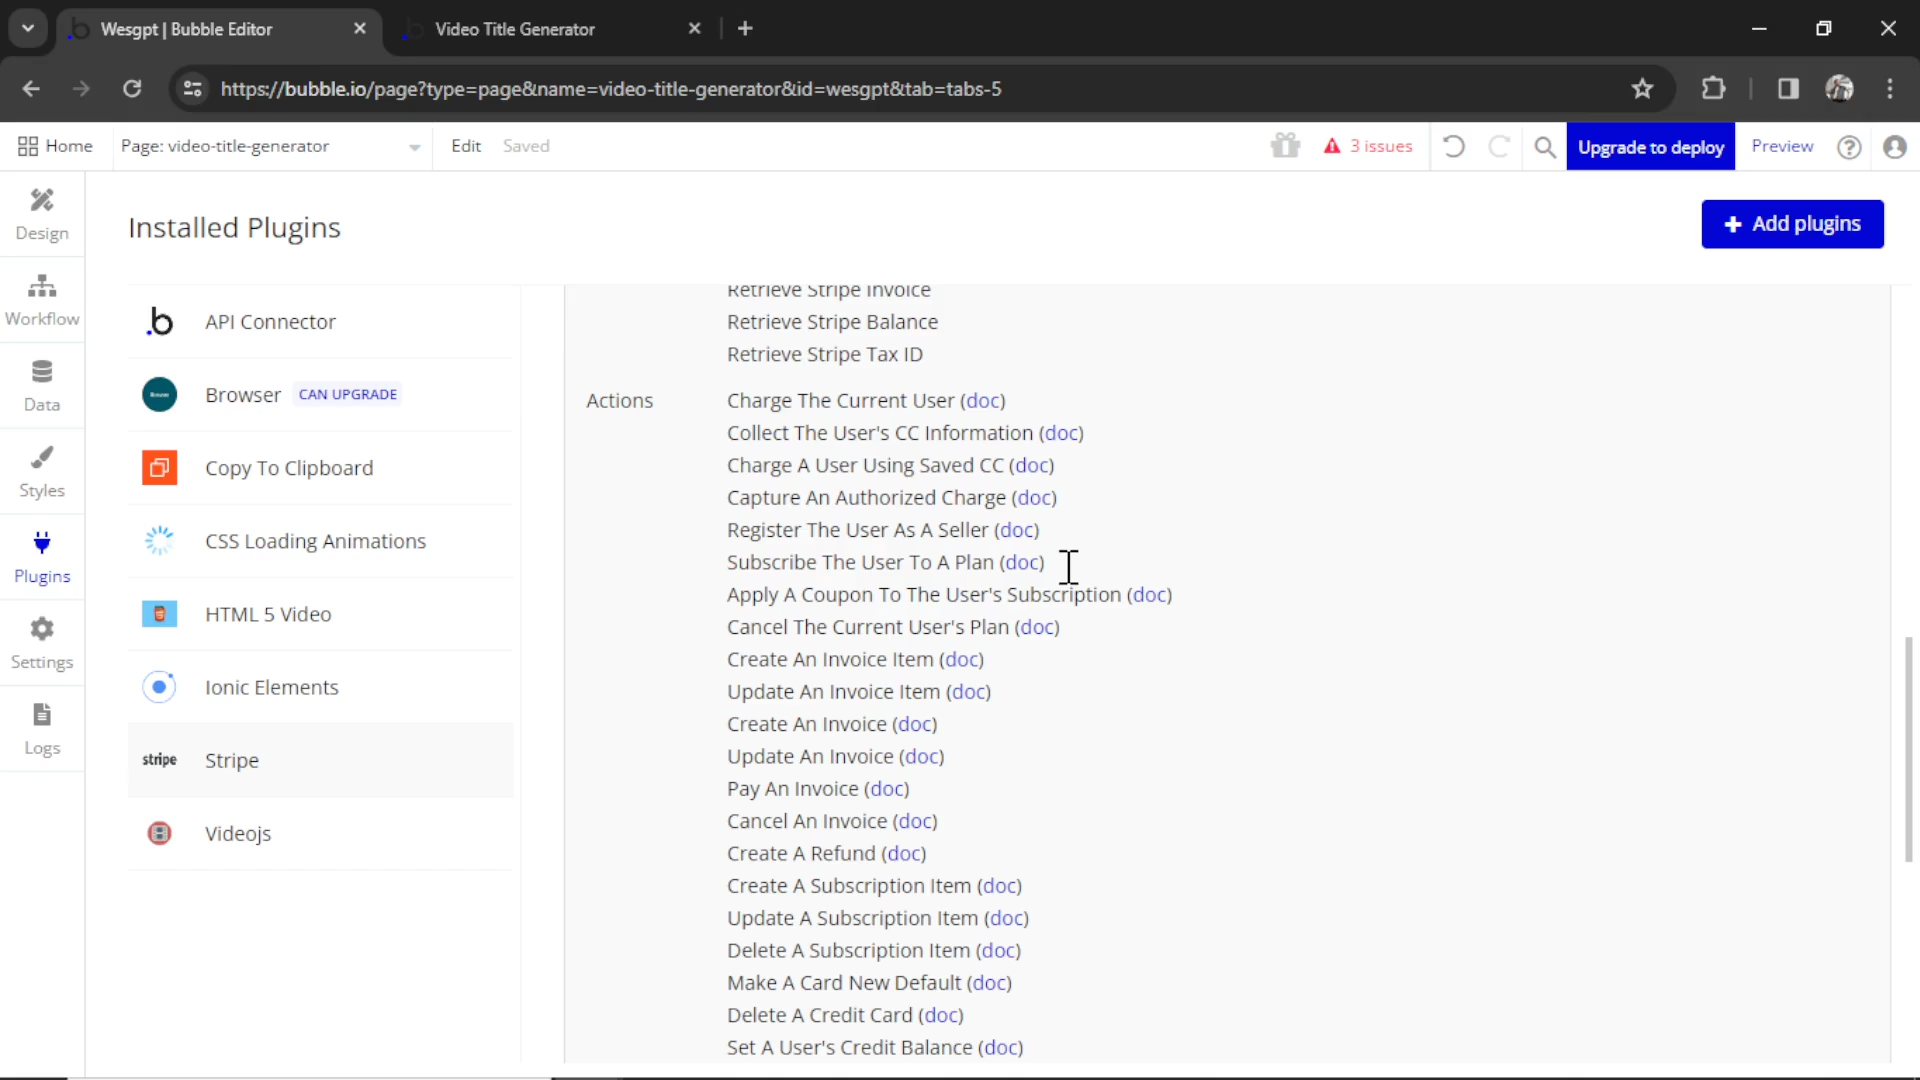 Wesgpt | Bubble Editor
Video Title Generator
https://bubble.io/page?type=page&name=video-title-generator&id=wesgpt&tab=tabs-5
Home
Page: video-title-generator
Edit
Saved
3 issues
Upgrade to deploy
Preview
Design
Workflow
Data
Styles
Plugins
Settings
Logs
Installed Plugins
Add plugins
API Connector
Browser CAN UPGRADE
Copy To Clipboard
CSS Loading Animations
HTML 5 Video
Ionic Elements
stripe Stripe
Videojs
Retrieve Stripe Invoice
Retrieve Stripe Balance
Retrieve Stripe Tax ID
Actions
Charge The Current User (doc)
Collect The User's CC Information (doc)
Charge A User Using Saved CC (doc)
Capture An Authorized Charge (doc)
Register The User As A Seller (doc)
Subscribe The User To A Plan (doc)
Apply A Coupon To The User's Subscription (doc)
Cancel The Current User's Plan (doc)
Create An Invoice Item (doc)
Update An Invoice Item (doc)
Create An Invoice (doc)
Update An Invoice (doc)
Pay An Invoice (doc)
Cancel An Invoice (doc)
Create A Refund (doc)
Create A Subscription Item (doc)
Update A Subscription Item (doc)
Delete A Subscription Item (doc)
Make A Card New Default (doc)
Delete A Credit Card (doc)
Set A User's Credit Balance (doc)